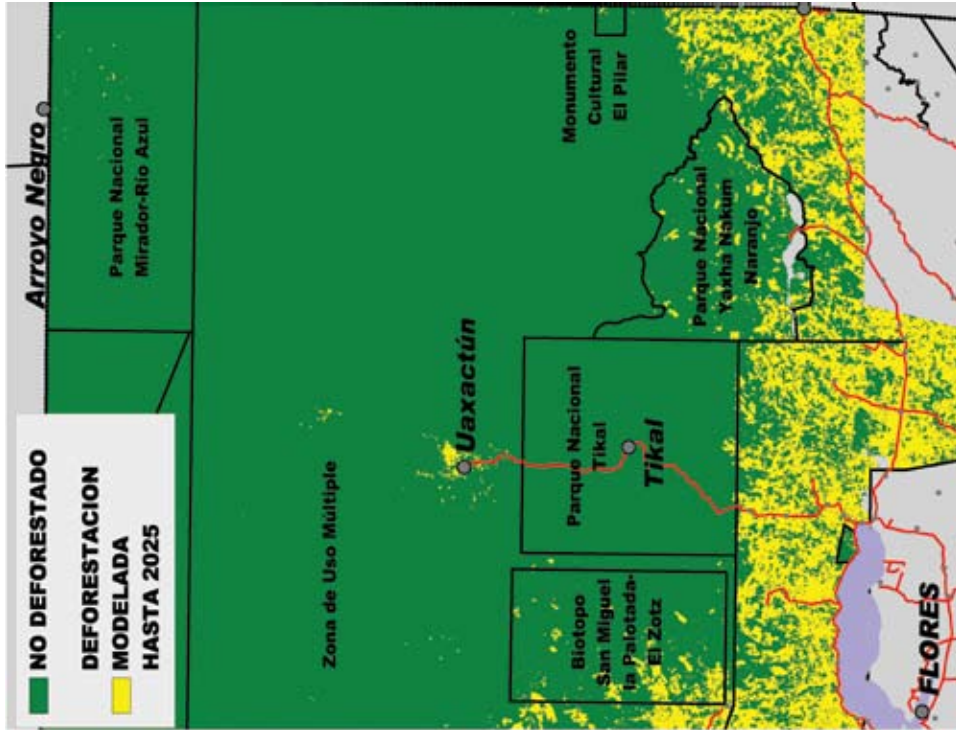 Arroyo Negro
NO DEFORESTADO
DEFORESTACION
MODELADA
HASTA 2025
Parque Nacional
Mirador-Río Azul
Monumento
Cultural
El Pilar
Parque Nacional
Yaxha Nakum
Naranjo
Uaxactún
Zona de Uso Múltiple
Parque Nacional
Tikal
Tikal
Biotopo
San Miguel
la Palotada-
El Zotz
FLORES